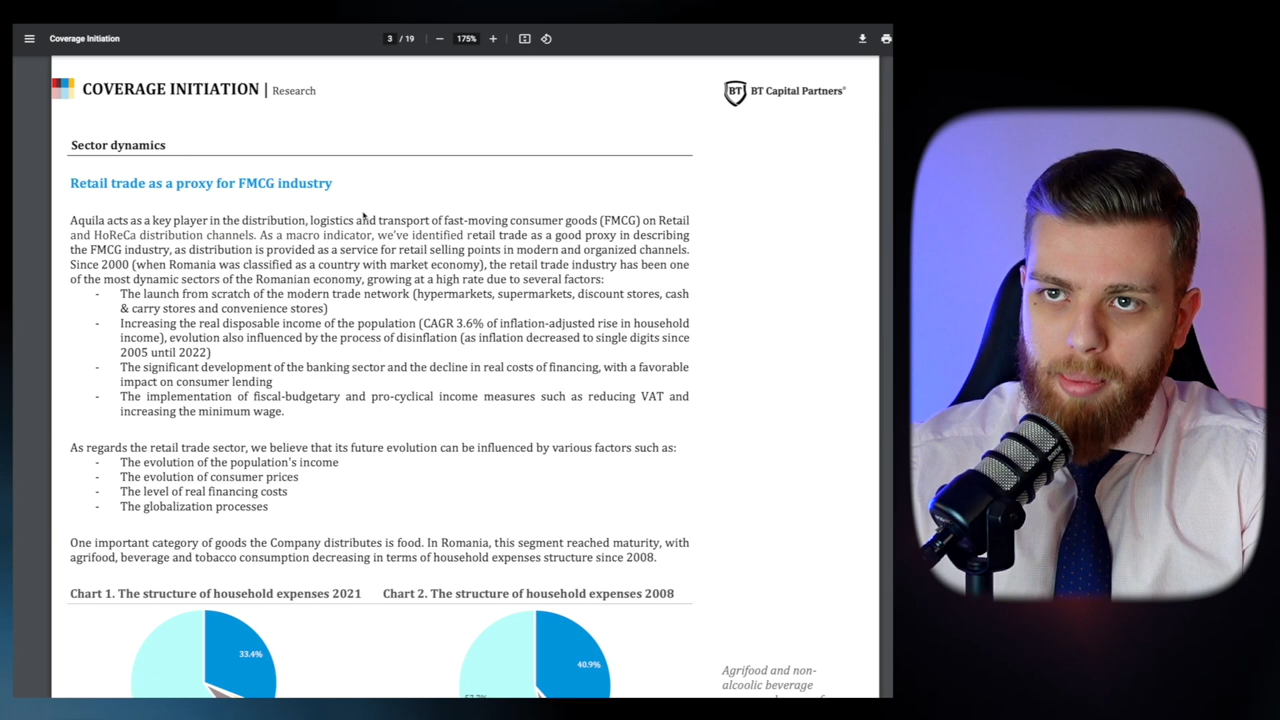 Coverage Initiation
3 / 19
175%
COVERAGE INITIATION | Research
BT BT Capital Partners®
Sector dynamics
Retail trade as a proxy for FMCG industry
Aquila acts as a key player in the distribution, logistics and transport of fast-moving consumer goods (FMCG) on Retail
and HoReCa distribution channels. As a macro indicator, we've identified retail trade as a good proxy in describing
the FMCG industry, as distribution is provided as a service for retail selling points in modern and organized channels.
Since 2000 (when Romania was classified as a country with market economy), the retail trade industry has been one
of the most dynamic sectors of the Romanian economy, growing at a high rate due to several factors:
- The launch from scratch of the modern trade network (hypermarkets, supermarkets, discount stores, cash
& carry stores and convenience stores)
- Increasing the real disposable income of the population (CAGR 3.6% of inflation-adjusted rise in household
income), evolution also influenced by the process of disinflation (as inflation decreased to single digits since
2005 until 2022)
- The significant development of the banking sector and the decline in real costs of financing, with a favorable
impact on consumer lending
- The implementation of fiscal-budgetary and pro-cyclical income measures such as reducing VAT and
increasing the minimum wage.
As regards the retail trade sector, we believe that its future evolution can be influenced by various factors such as:
- The evolution of the population's income
- The evolution of consumer prices
- The level of real financing costs
- The globalization processes
One important category of goods the Company distributes is food. In Romania, this segment reached maturity, with
agrifood, beverage and tobacco consumption decreasing in terms of household expenses structure since 2008.
Chart 1. The structure of household expenses 2021
Chart 2. The structure of household expenses 2008
33.4%
40.9%
Agrifood and non-
alcoolic beverage